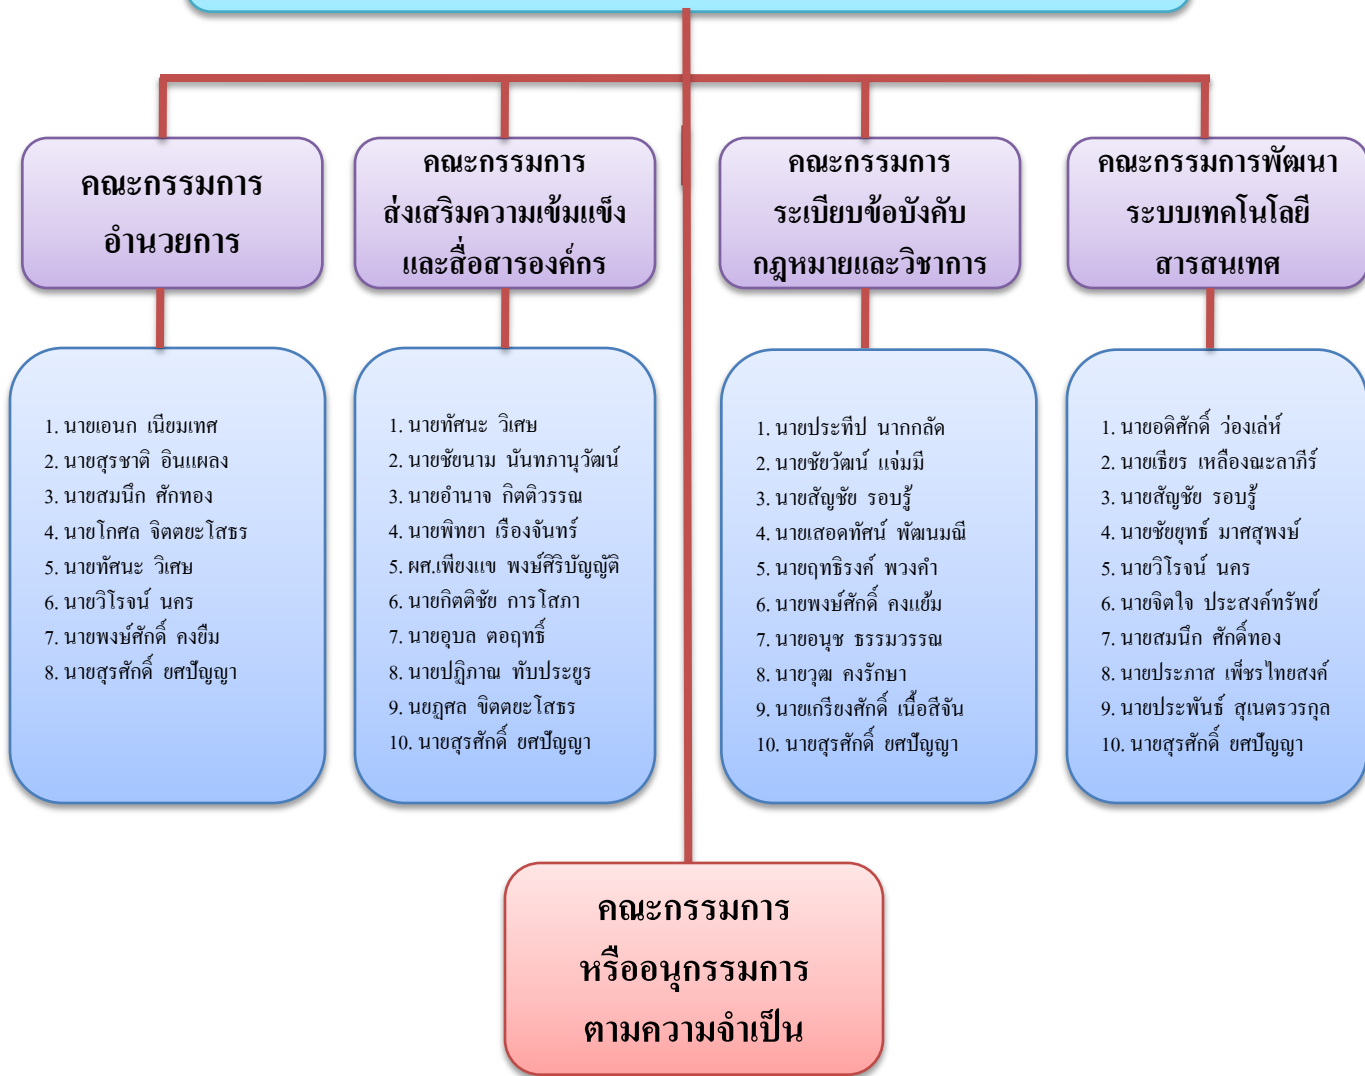 คณะกรรมการ
อำนวยการ
คณะกรรมการ
ส่งเสริมความเข้มแข็ง
และสื่อสารองค์กร
คณะกรรมการ
ระเบียบข้อบังคับ
กฎหมายและวิชาการ
คณะกรรมการพัฒนา
ระบบเทคโนโลยี
สารสนเทศ
1. นายเอนก เนียมเทศ
2. นายสุรชาติ อินแผลง
3. นายสมนึก ศักทอง
4. นายโกศล จิตตยะโสธร
5. นายทัศนะ วิเศษ
6. นายวิโรจน์ นคร
7. นายพงษ์ศักดิ์ คงยืม
8. นายสุรศักดิ์ ยศปัญญา
1. นายทัศนะ วิเศษ
2. นายชัยนาม นันทภานุวัฒน์
3. นายอำนาจ กิตติวรรณ
4. นายพิทยา เรืองจันทร์
5. ผศ.เพียงแข พงษ์ศิริบัญญัติ
6. นายกิตติชัย การโสภา
7. นายอุบล ตอฤทธิ์
8. นายปฏิภาณ ทับประยูร
9. นยฏศล ขิตตยะโสธร
10. นายสุรศักดิ์ ยศปัญญา
1. นายประทีป นากกลัด
2. นายชัยวัฒน์ แจ่มมี
3. นายสัญชัย รอบรู้
4. นายเสอดทัศน์ พัฒนมณี
5. นายฤทธิรงค์ พวงคำ
6. นายพงษ์ศักดิ์ คงแย้ม
7. นายอนุช ธรรมวรรณ
8. นายวุฒ คงรักษา
9. นายเกรียงศักดิ์ เนื้อสีจัน
10. นายสุรศักดิ์ ยศปัญญา
1. นายอดิศักดิ์ ว่องเล่ห์
2. นายเธียร เหลืองณะลาภีร์
3. นายสัญชัย รอบรู้
4. นายชัยยุทธ์ มาศสุพงษ์
5. นายวิโรจน์ นคร
6. นายจิตใจ ประสงค์ทรัพย์
7. นายสมนึก ศักดิ์ทอง
8. นายประภาส เพ็ชรไทยสงค์
9. นายประพันธ์ สุเนตรวรกุล
10. นายสุรศักดิ์ ยศปัญญา
คณะกรรมการ
หรืออนุกรรมการ
ตามความจำเป็น